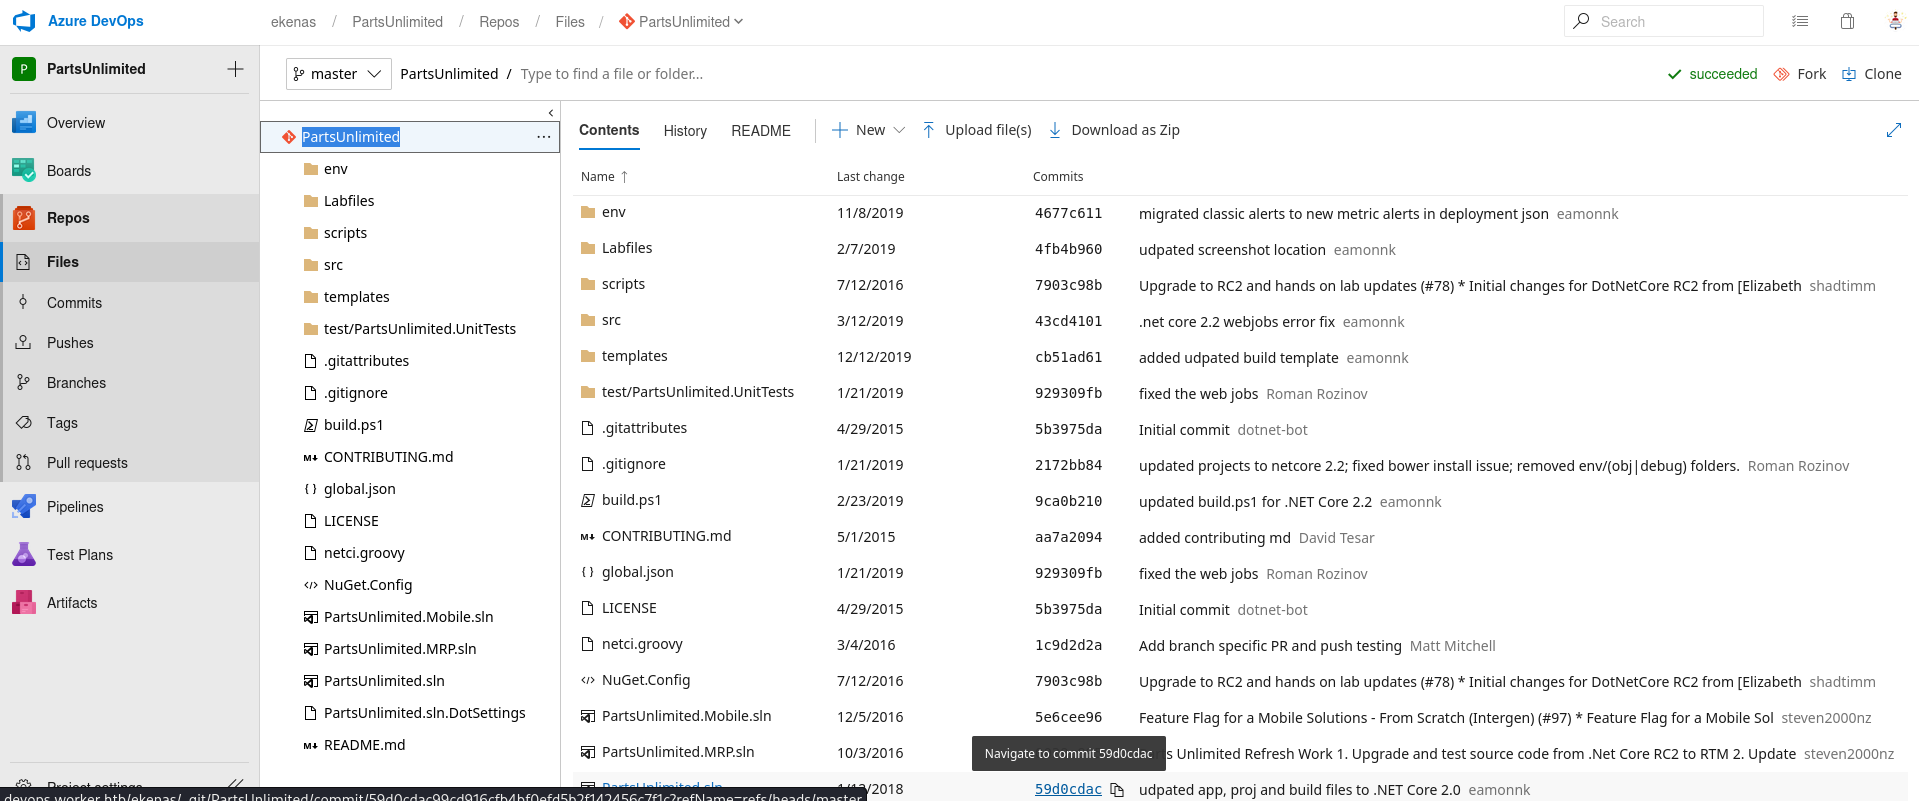 Azure DevOps
ekenas / PartsUnlimited / Repos / Files / PartsUnlimited
Search
P PartsUnlimited
Overview
Boards
Repos
Files
Commits
Pushes
Branches
Tags
Pull requests
Pipelines
Test Plans
Artifacts
Project settings
master PartsUnlimited / Type to find a file or folder...
succeeded Fork Clone
PartsUnlimited ...
env
Labfiles
scripts
src
templates
test/PartsUnlimited.UnitTests
.gitattributes
.gitignore
build.ps1
CONTRIBUTING.md
global.json
LICENSE
netci.groovy
NuGet.Config
PartsUnlimited.Mobile.sln
PartsUnlimited.MRP.sln
PartsUnlimited.sln
PartsUnlimited.sln.DotSettings
README.md
Contents History README New Upload file(s) Download as Zip
Name ↑ Last change Commits
env 11/8/2019 4677c611 migrated classic alerts to new metric alerts in deployment json eamonnk
Labfiles 2/7/2019 4fb4b960 udpated screenshot location eamonnk
scripts 7/12/2016 7903c98b Upgrade to RC2 and hands on lab updates (#78) * Initial changes for DotNetCore RC2 from [Elizabeth shadtimm
src 3/12/2019 43cd4101 .net core 2.2 webjobs error fix eamonnk
templates 12/12/2019 cb51ad61 added udpated build template eamonnk
test/PartsUnlimited.UnitTests 1/21/2019 929309fb fixed the web jobs Roman Rozinov
.gitattributes 4/29/2015 5b3975da Initial commit dotnet-bot
.gitignore 1/21/2019 2172bb84 updated projects to netcore 2.2; fixed bower install issue; removed env/(obj|debug) folders. Roman Rozinov
build.ps1 2/23/2019 9ca0b210 updated build.ps1 for .NET Core 2.2 eamonnk
CONTRIBUTING.md 5/1/2015 aa7a2094 added contributing md David Tesar
global.json 1/21/2019 929309fb fixed the web jobs Roman Rozinov
LICENSE 4/29/2015 5b3975da Initial commit dotnet-bot
netci.groovy 3/4/2016 1c9d2d2a Add branch specific PR and push testing Matt Mitchell
NuGet.Config 7/12/2016 7903c98b Upgrade to RC2 and hands on lab updates (#78) * Initial changes for DotNetCore RC2 from [Elizabeth shadtimm
PartsUnlimited.Mobile.sln 12/5/2016 5e6cee96 Feature Flag for a Mobile Solutions - From Scratch (Intergen) (#97) * Feature Flag for a Mobile Sol steven2000nz
PartsUnlimited.MRP.sln 10/3/2016 Unlimited Refresh Work 1. Upgrade and test source code from .Net Core RC2 to RTM 2. Update steven2000nz
Navigate to commit 59d0cdac
PartsUnlimited.sln 2018 59d0cdac udpated app, proj and build files to .NET Core 2.0 eamonnk